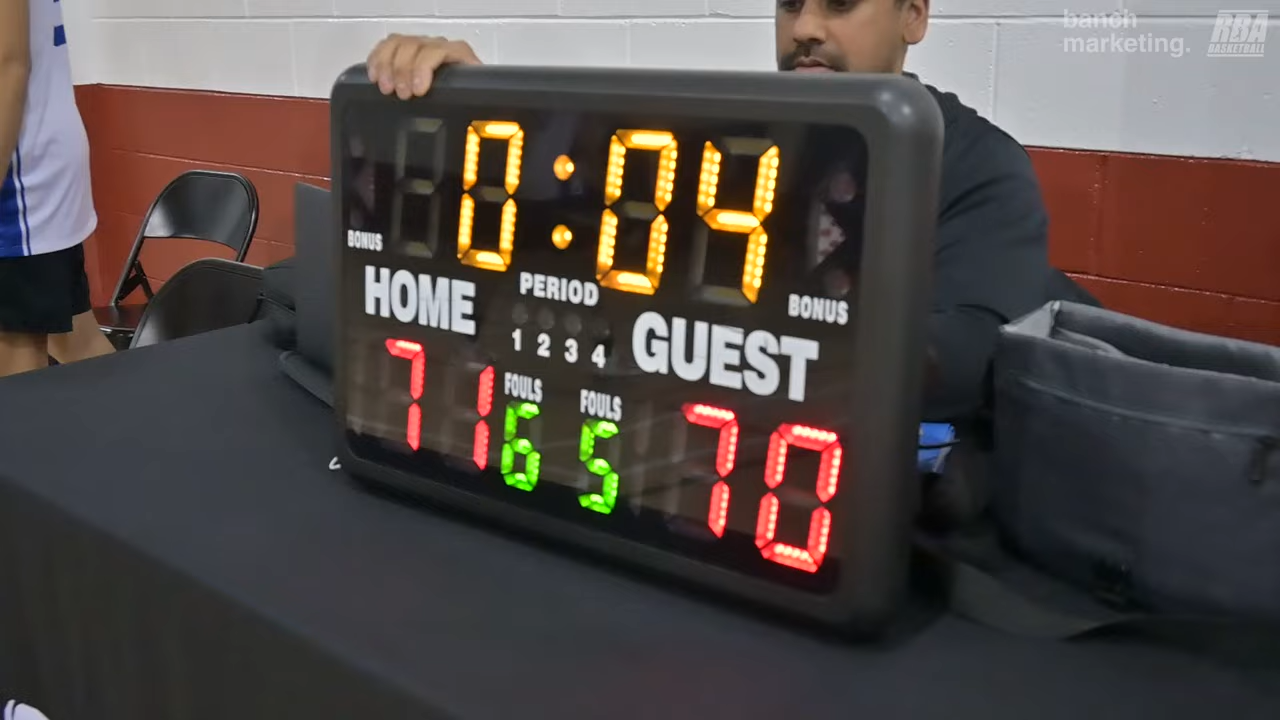 banch
marketing.
RBA
BASKETBALL
0:04
BONUS
BONUS
HOME
PERIOD
GUEST
1 2 3 4
71
FOULS
6
FOULS
5
70